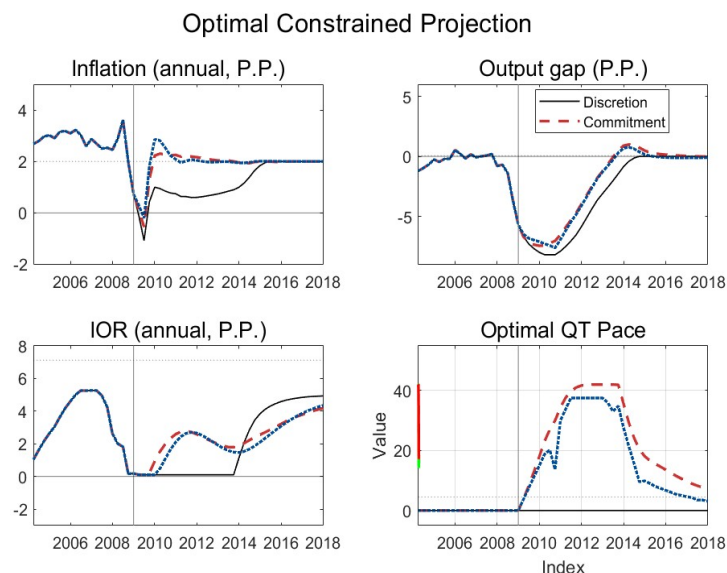 Optimal Constrained Projection
Inflation (annual, P.P.)
4
2
0
-2
2006 2008 2010 2012 2014 2016 2018
Output gap (P.P.)
Discretion
Commitment
5
0
-5
2006 2008 2010 2012 2014 2016 2018
IOR (annual, P.P.)
8
6
4
2
0
-2
2006 2008 2010 2012 2014 2016 2018
Optimal QT Pace
Value
40
20
0
2006 2008 2010 2012 2014 2016 2018
Index